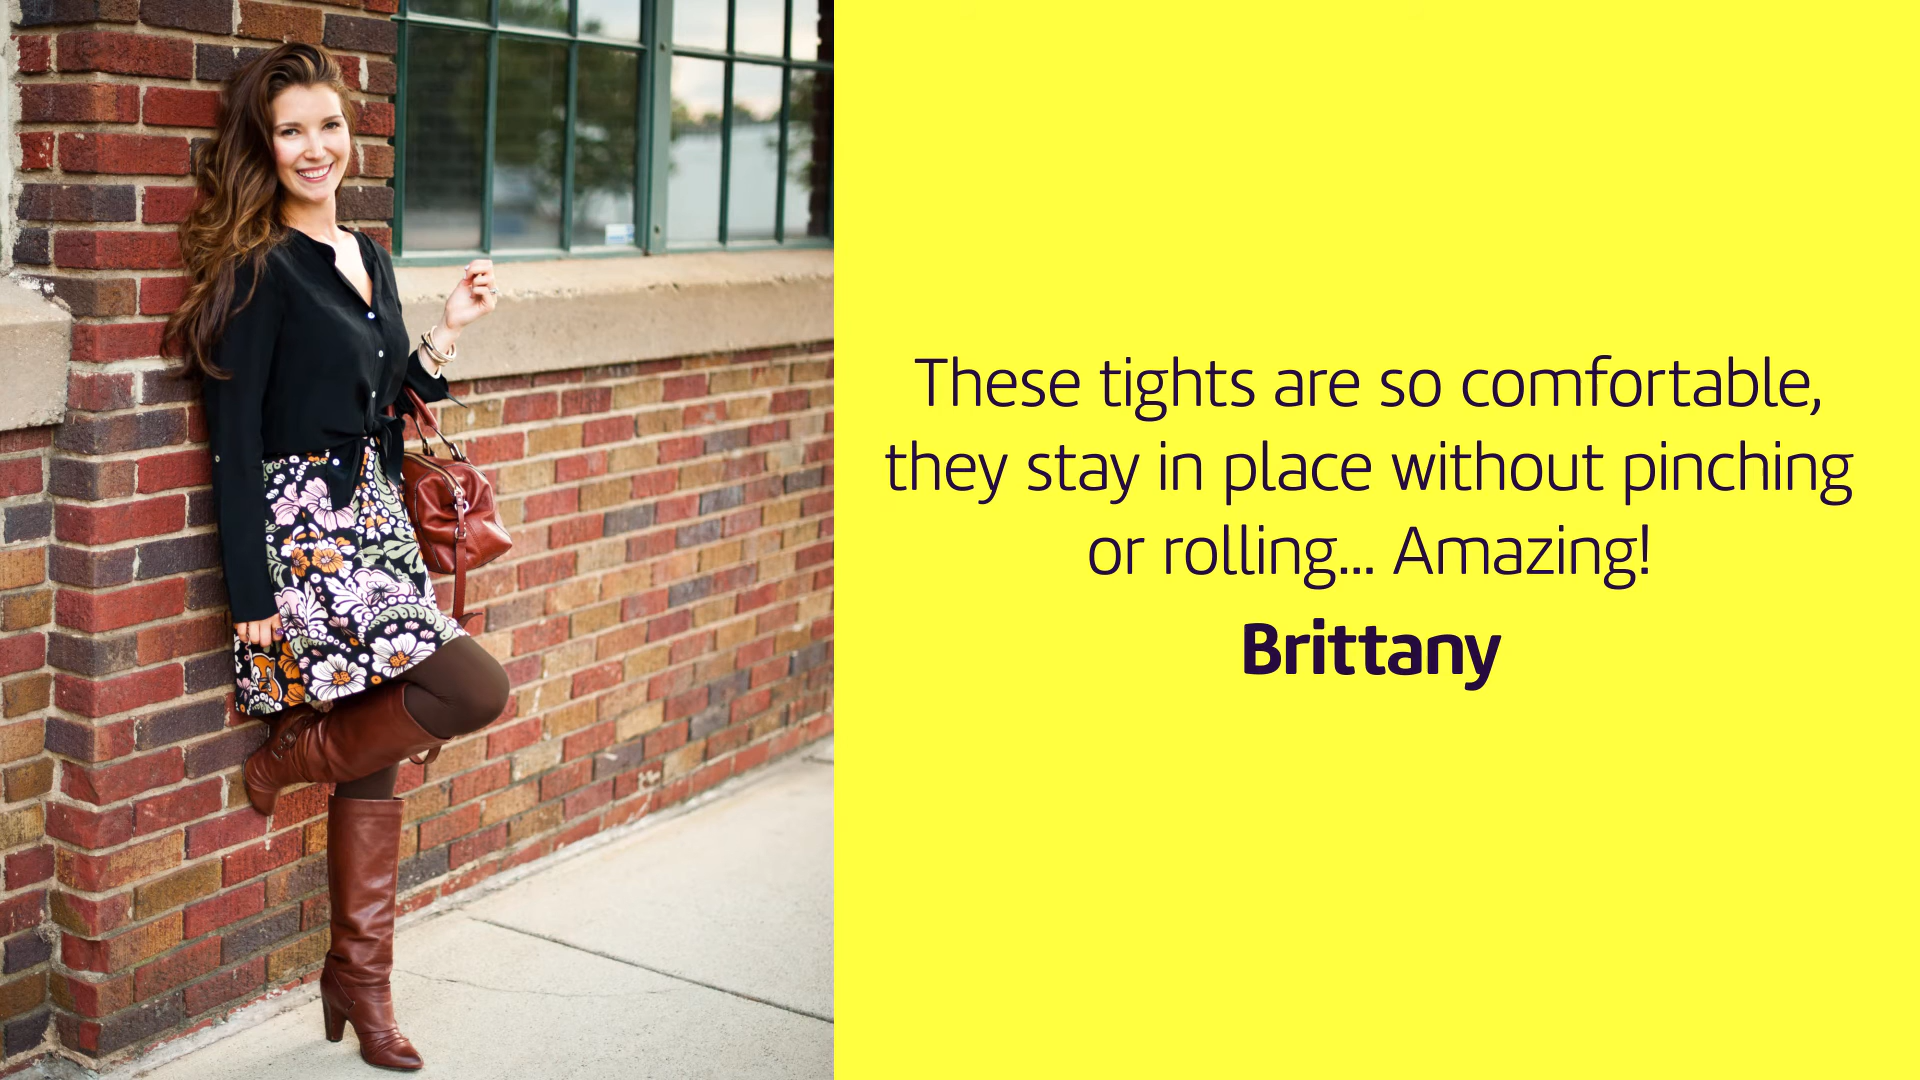 These tights are so comfortable,
they stay in place without pinching
or rolling... Amazing!
Brittany